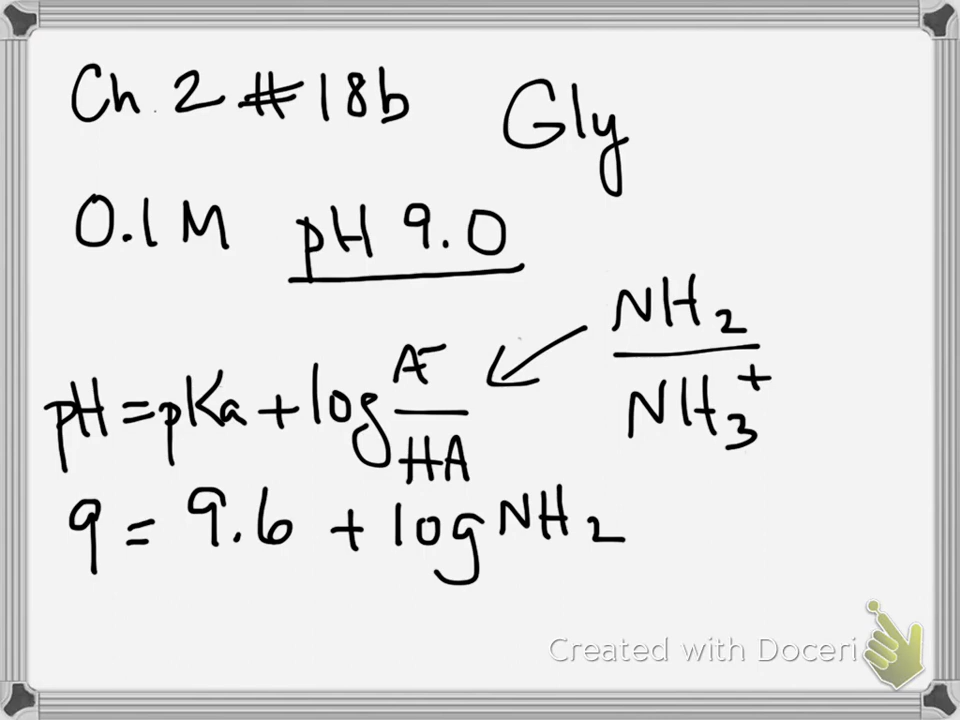 Ch. 2 #18b
Gly
0.1M pH 9.0
NH2
NH3+
pH = pKa + log A-
HA
9 = 9.6 + log NH2
Created with Doceri